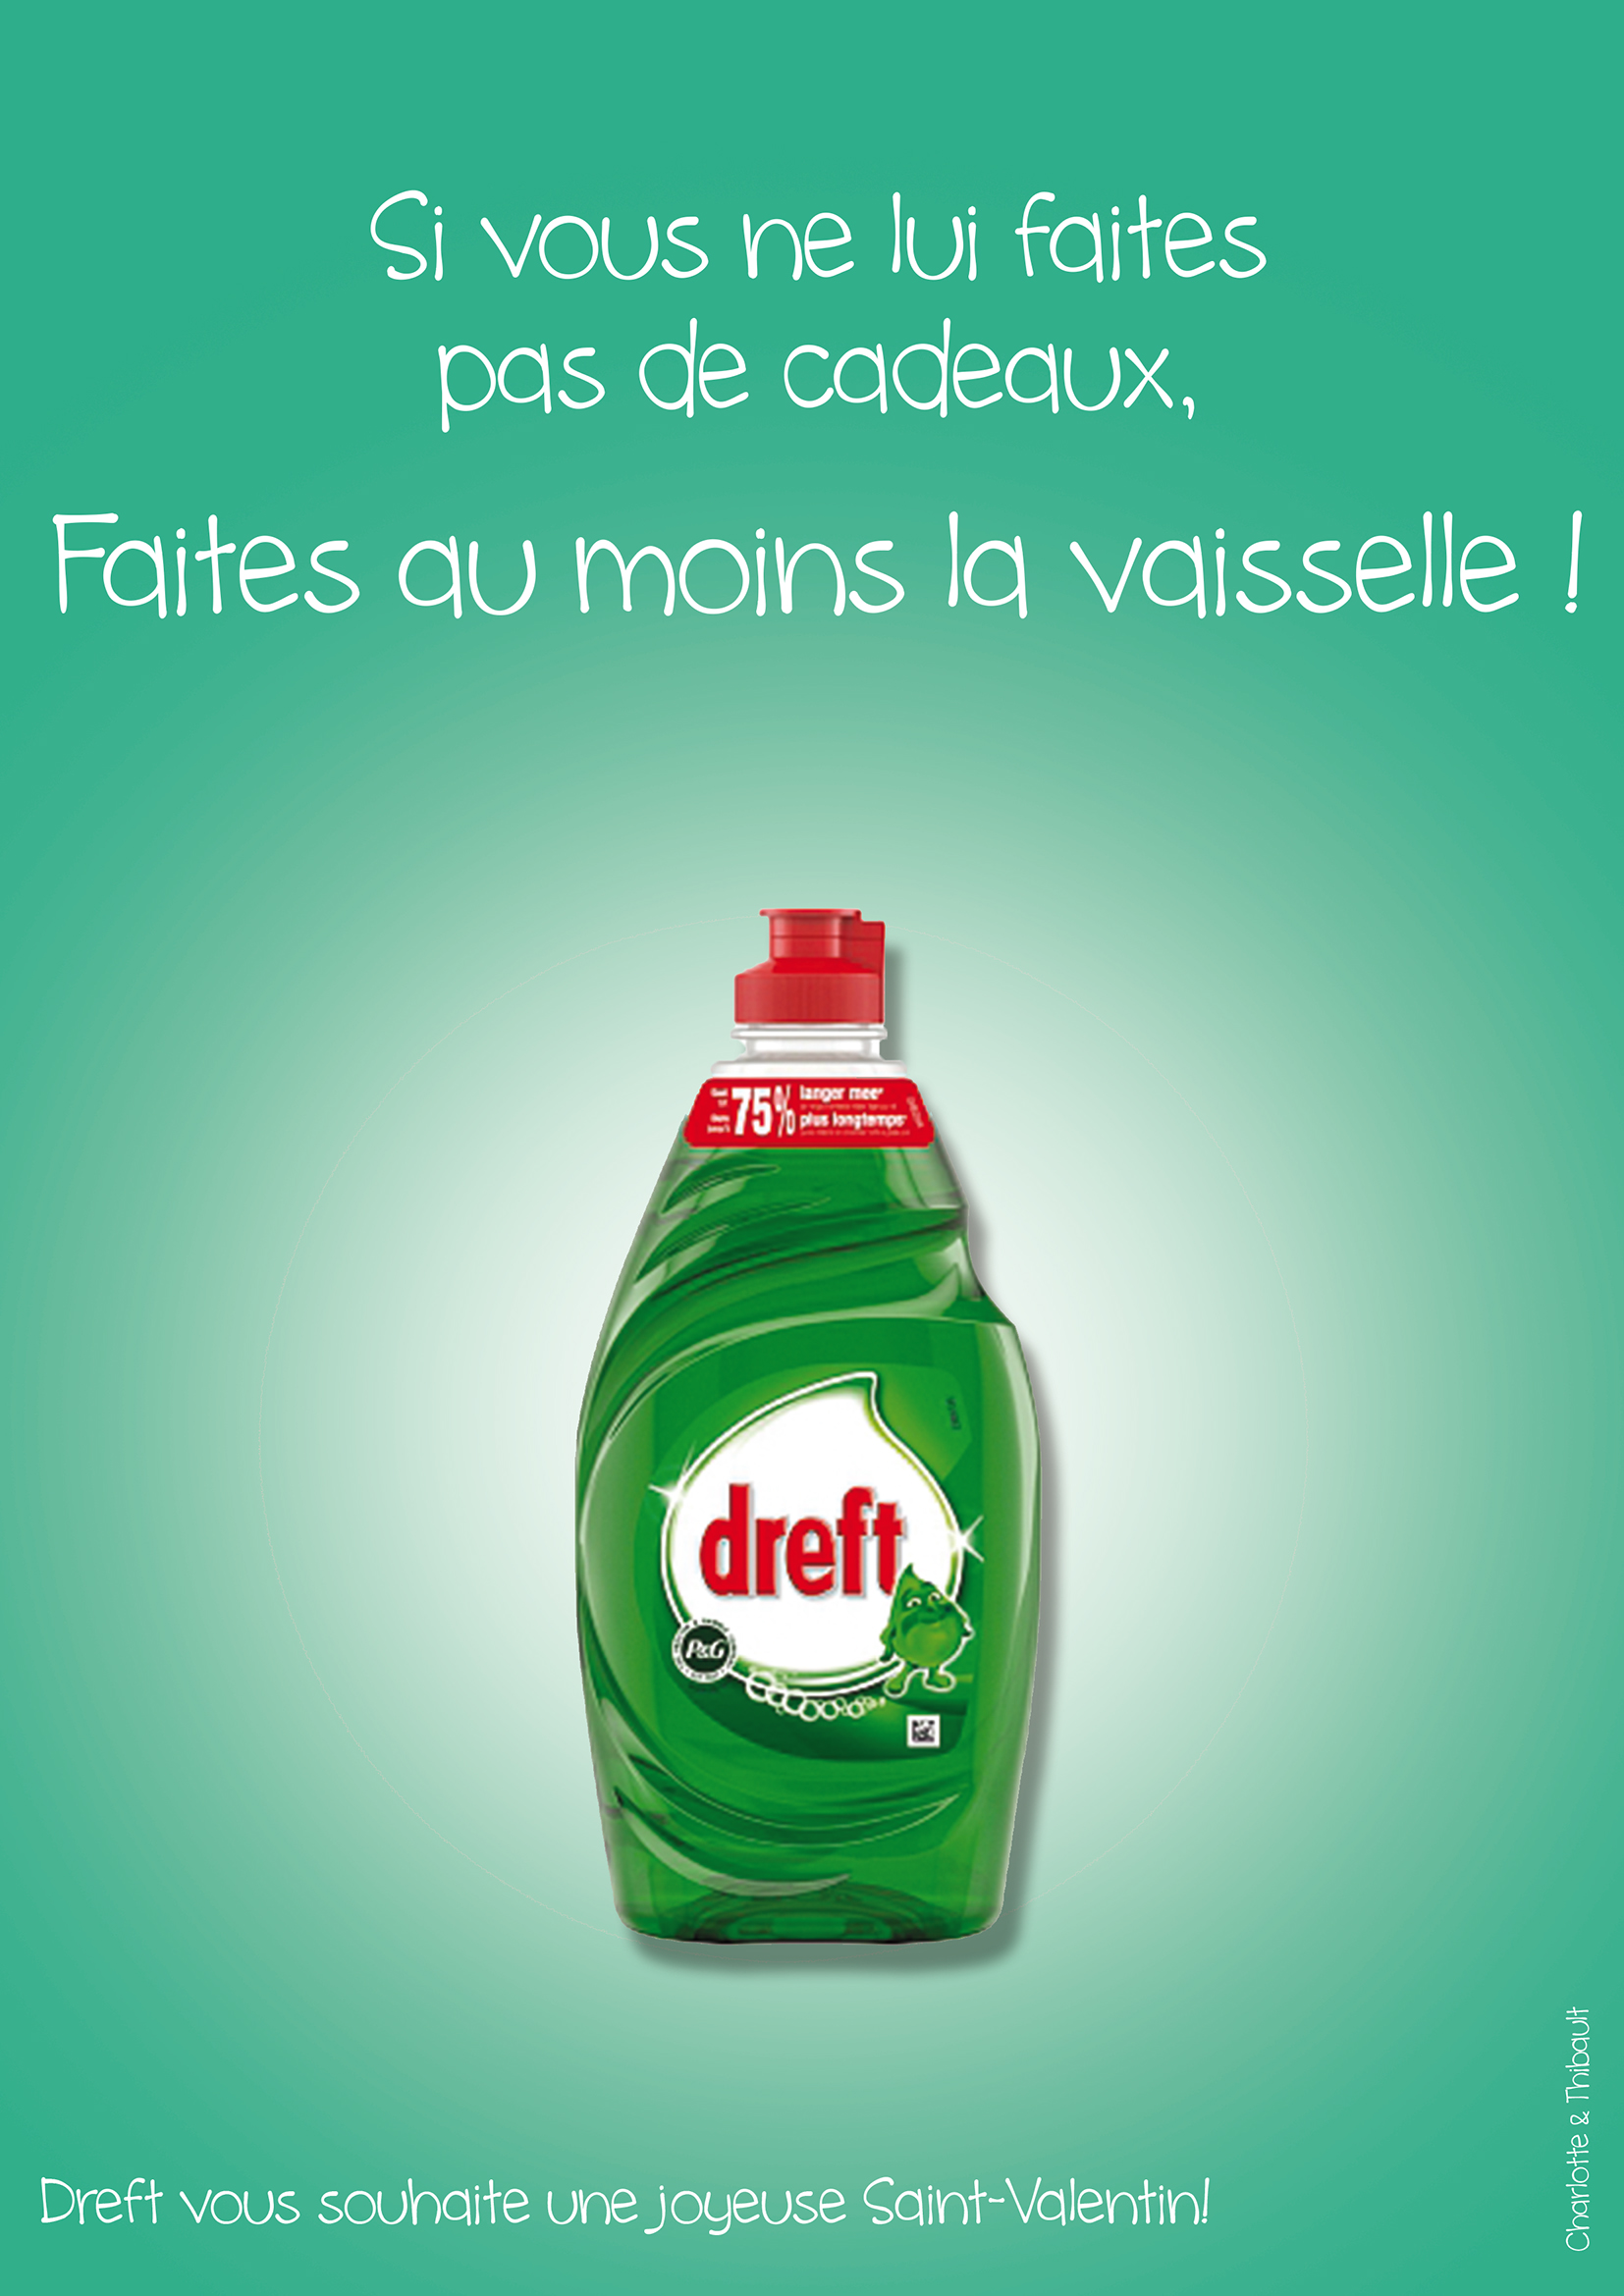 Si vous ne lui faites
pas de cadeaux,
Faites au moins la vaisselle !
75% langer mee*
plus longtemps*
dreft
P&G
Dreft vous souhaite une joyeuse Saint-Valentin!
Charlotte & Thibault